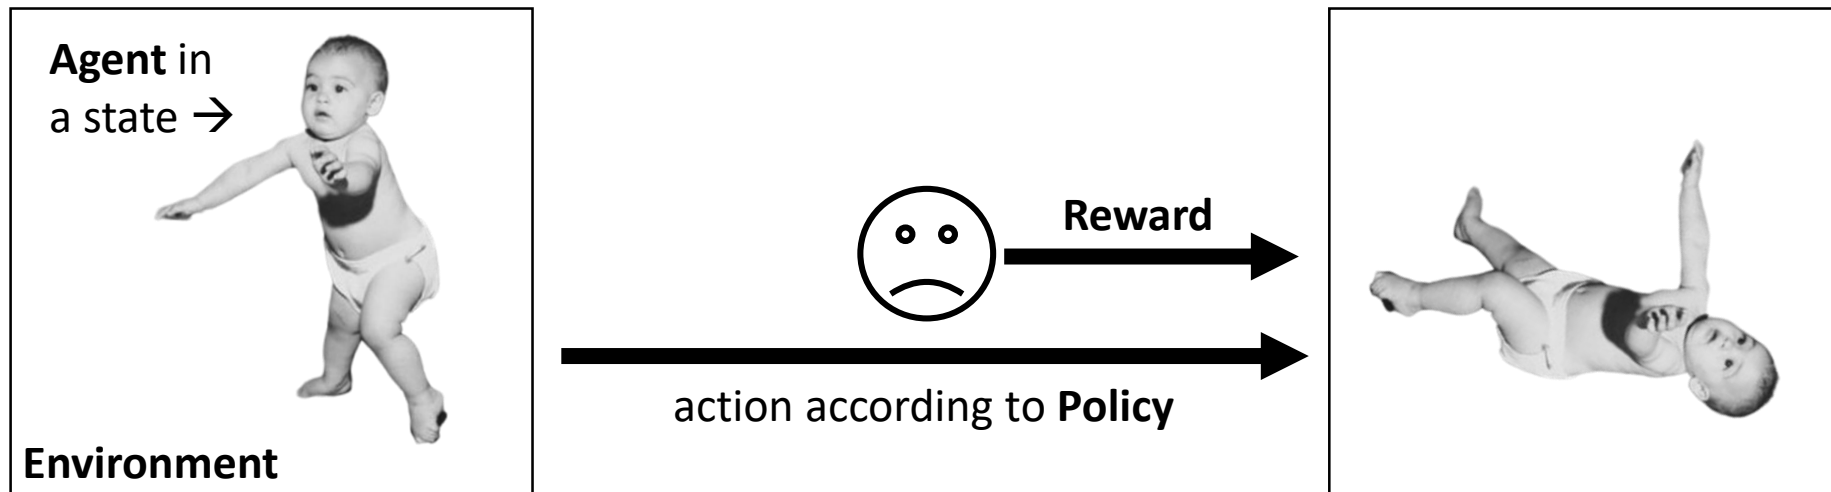 Agent in
a state →
Reward
action according to Policy
Environment